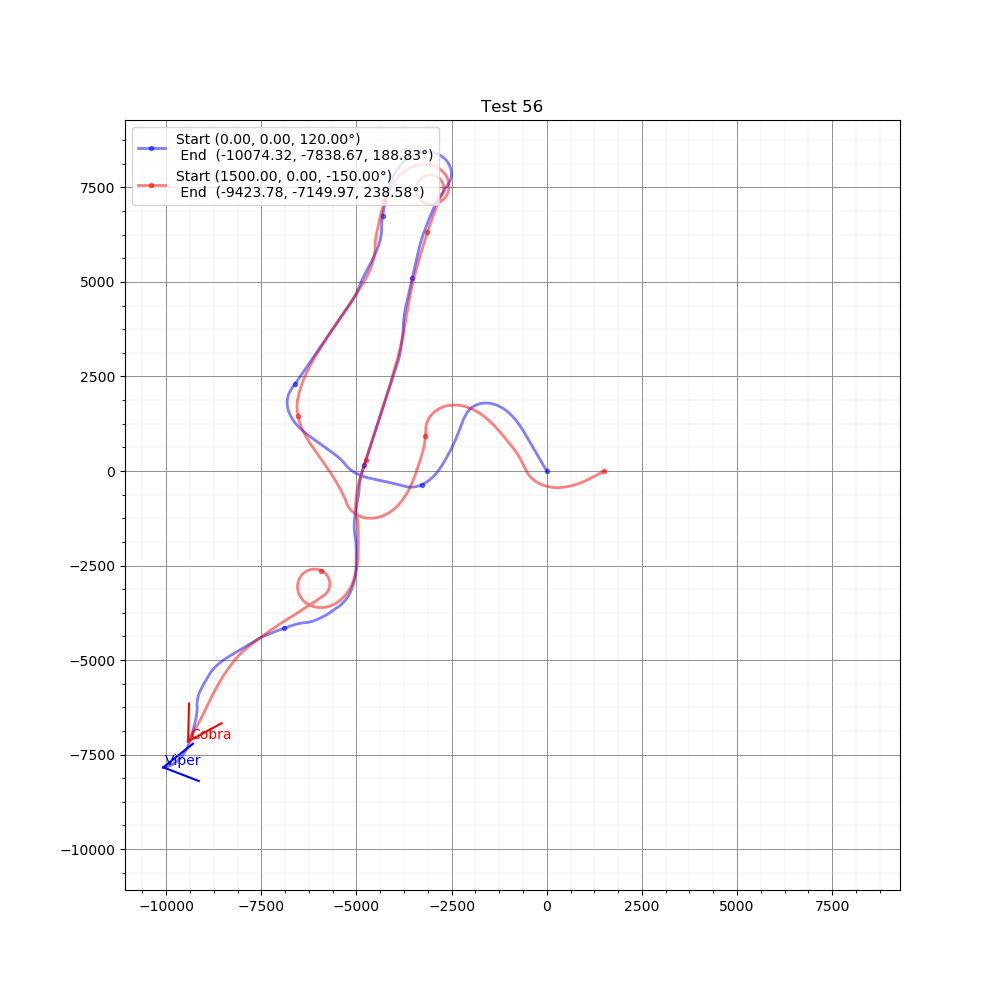 Test 56
Start (0.00, 0.00, 120.00°)
End  (-10074.32, -7838.67, 188.83°)
Start (1500.00, 0.00, -150.00°)
End  (-9423.78, -7149.97, 238.58°)
7500
5000
2500
0
−2500
−5000
−7500
−10000
Cobra
Viper
−10000 −7500 −5000 −2500 0 2500 5000 7500